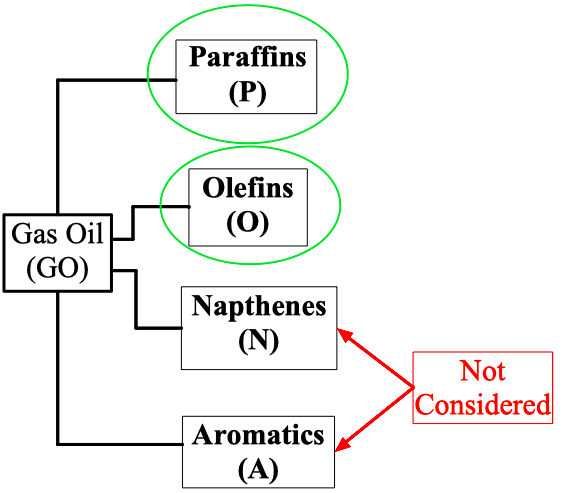 Paraffins
(P)
Olefins
(O)
Gas Oil
(GO)
Napthenes
(N)
Not
Considered
Aromatics
(A)